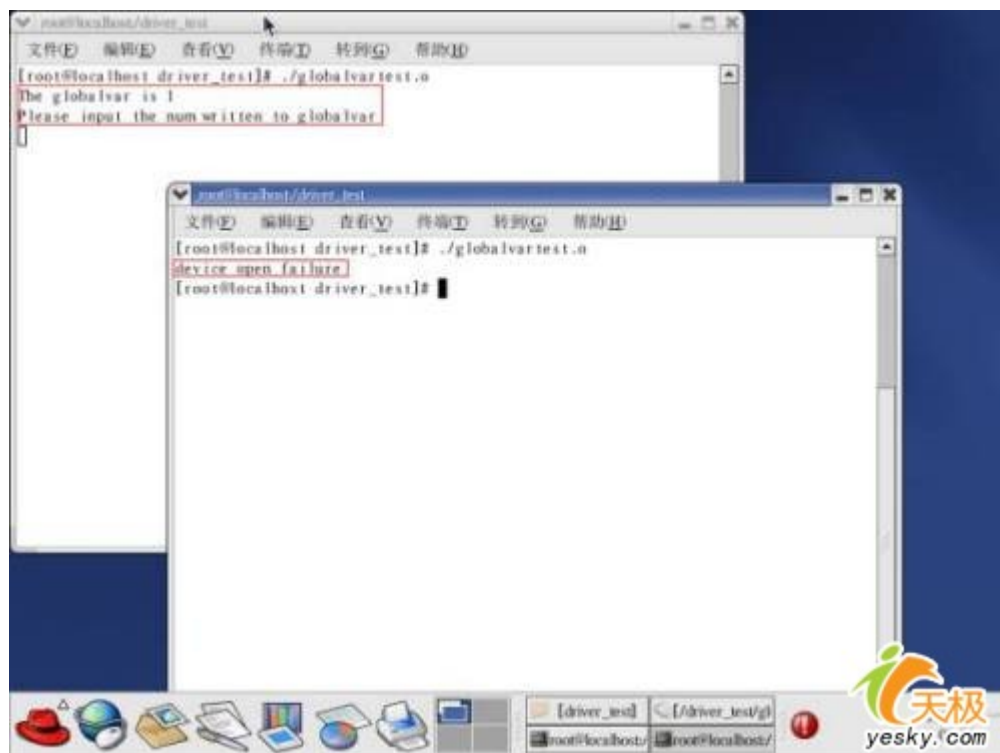 root@localhost/driver_test
文件(F) 编辑(E) 查看(V) 终端(T) 转到(G) 帮助(H)
[root@localhost driver_test]# ./globalvartest.o
The globalvar is 1
Please input the num written to globalvar
root@localhost/driver_test
文件(F) 编辑(E) 查看(V) 终端(T) 转到(G) 帮助(H)
[root@localhost driver_test]# ./globalvartest.o
device open failure
[root@localhost driver_test]#
[driver_test] [/driver_test/gl
root@localhost:/ root@localhost:/
天极
yesky.com